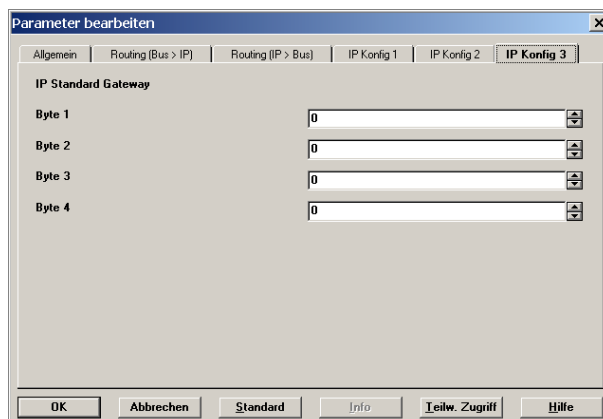 Parameter bearbeiten
Allgemein Routing (Bus > IP) Routing (IP > Bus) IP Konfig 1 IP Konfig 2 IP Konfig 3
IP Standard Gateway
Byte 1 0
Byte 2 0
Byte 3 0
Byte 4 0
OK Abbrechen Standard Info Teilw. Zugriff Hilfe